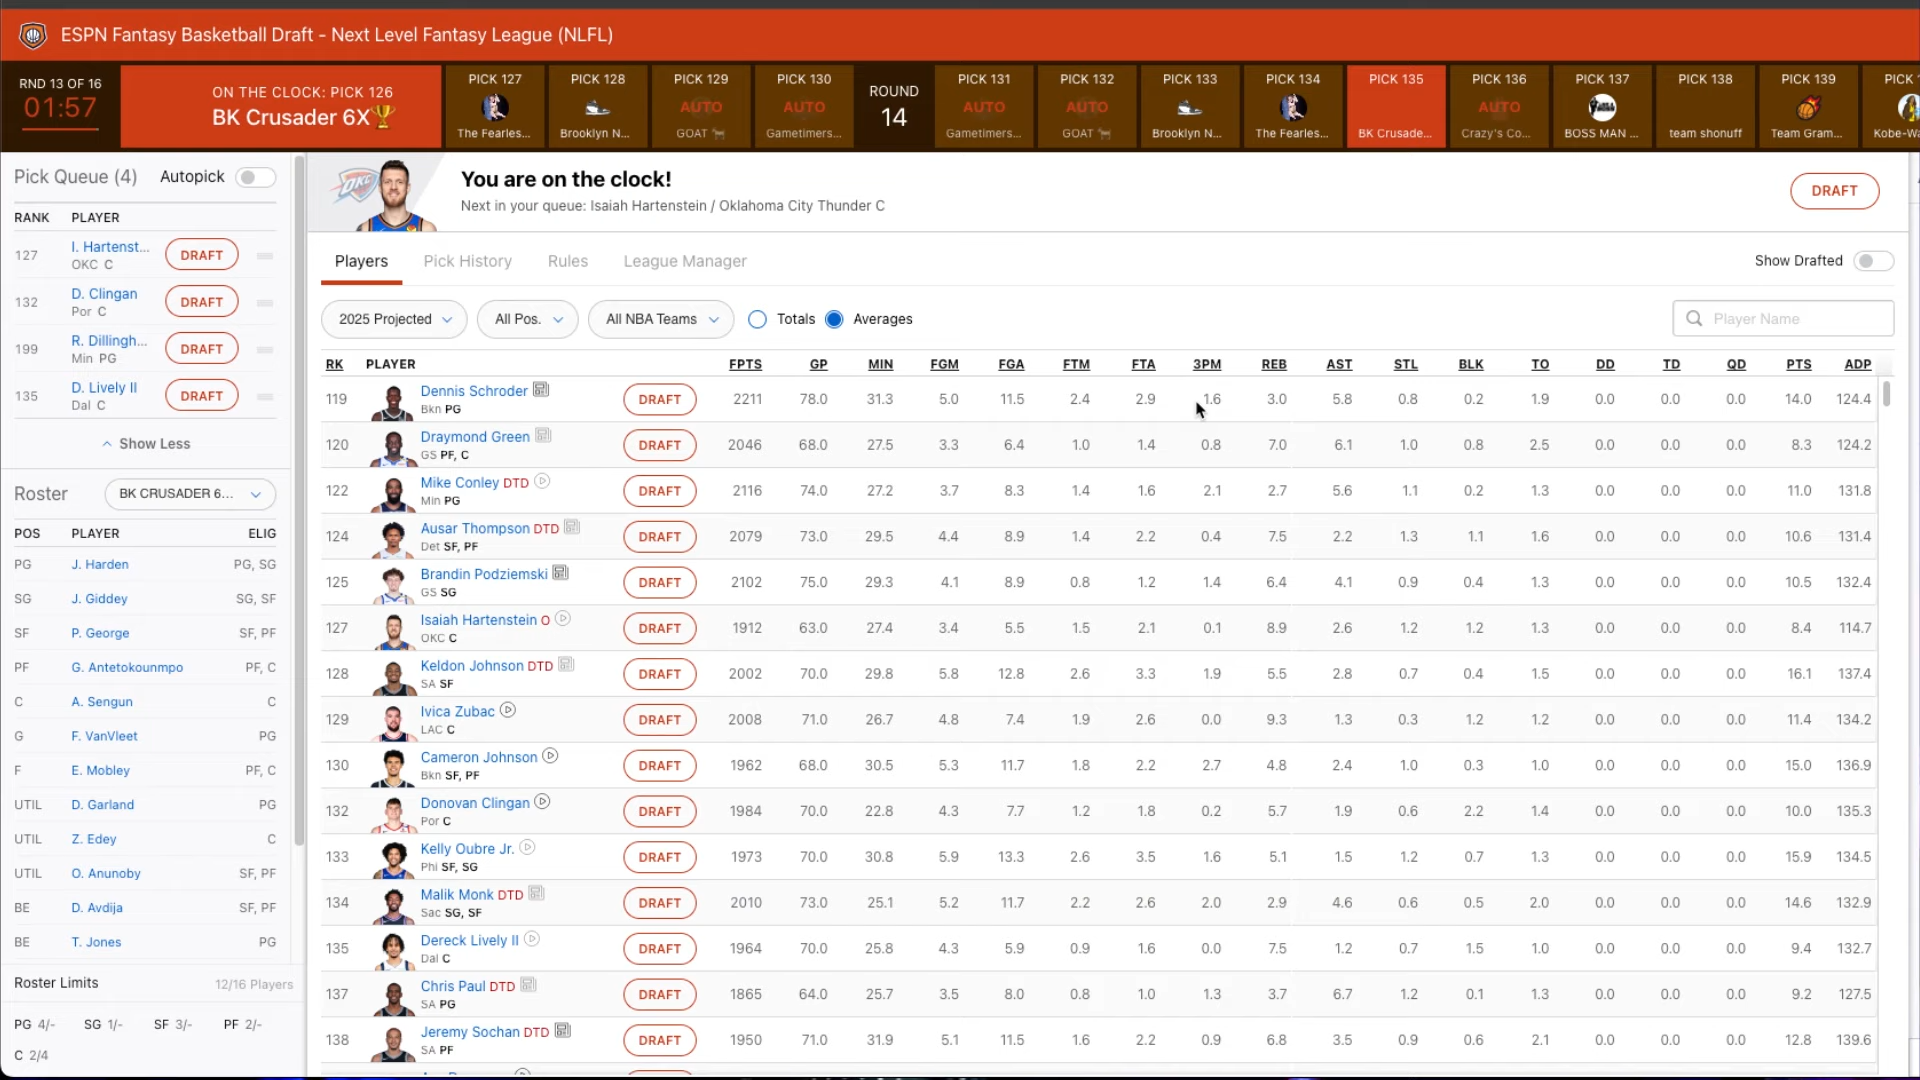 ESPN Fantasy Basketball Draft - Next Level Fantasy League (NLFL)
RND 13 OF 16
01:57
ON THE CLOCK: PICK 126
BK Crusader 6X🏆
PICK 127
The Fearles...
PICK 128
Brooklyn N...
PICK 129
AUTO
GOAT 🐐
PICK 130
AUTO
Gametimers...
ROUND
14
PICK 131
AUTO
Gametimers...
PICK 132
AUTO
GOAT 🐐
PICK 133
Brooklyn N...
PICK 134
The Fearles...
PICK 135
BK Crusade...
PICK 136
AUTO
Crazy's Co...
PICK 137
BOSS MAN ...
PICK 138
team shonuff
PICK 139
Team Gram...
PICK
Kobe-Wa
Pick Queue (4) Autopick
RANK PLAYER
127 I. Hartenst... OKC C DRAFT
132 D. Clingan Por C DRAFT
199 R. Dillingh... Min PG DRAFT
135 D. Lively II Dal C DRAFT
Show Less
Roster BK CRUSADER 6...
POS PLAYER ELIG
PG J. Harden PG, SG
SG J. Giddey SG, SF
SF P. George SF, PF
PF G. Antetokounmpo PF, C
C A. Sengun C
G F. VanVleet PG
F E. Mobley PF, C
UTIL D. Garland PG
UTIL Z. Edey C
UTIL O. Anunoby SF, PF
BE D. Avdija SF, PF
BE T. Jones PG
Roster Limits 12/16 Players
PG 4/- SG 1/- SF 3/- PF 2/-
C 2/4
OKC
You are on the clock!
Next in your queue: Isaiah Hartenstein / Oklahoma City Thunder C
DRAFT
Players Pick History Rules League Manager Show Drafted
2025 Projected All Pos. All NBA Teams Totals Averages Player Name
RK PLAYER FPTS GP MIN FGM FGA FTM FTA 3PM REB AST STL BLK TO DD TD QD PTS ADP
119 Dennis Schroder Bkn PG DRAFT 2211 78.0 31.3 5.0 11.5 2.4 2.9 1.6 3.0 5.8 0.8 0.2 1.9 0.0 0.0 0.0 14.0 124.4
120 Draymond Green GS PF, C DRAFT 2046 68.0 27.5 3.3 6.4 1.0 1.4 0.8 7.0 6.1 1.0 0.8 2.5 0.0 0.0 0.0 8.3 124.2
122 Mike Conley DTD Min PG DRAFT 2116 74.0 27.2 3.7 8.3 1.4 1.6 2.1 2.7 5.6 1.1 0.2 1.3 0.0 0.0 0.0 11.0 131.8
124 Ausar Thompson DTD Det SF, PF DRAFT 2079 73.0 29.5 4.4 8.9 1.4 2.2 0.4 7.5 2.2 1.3 1.1 1.6 0.0 0.0 0.0 10.6 131.4
125 Brandin Podziemski GS SG DRAFT 2102 75.0 29.3 4.1 8.9 0.8 1.2 1.4 6.4 4.1 0.9 0.4 1.3 0.0 0.0 0.0 10.5 132.4
127 Isaiah Hartenstein O OKC C DRAFT 1912 63.0 27.4 3.4 5.5 1.5 2.1 0.1 8.9 2.6 1.2 1.2 1.3 0.0 0.0 0.0 8.4 114.7
128 Keldon Johnson DTD SA SF DRAFT 2002 70.0 29.8 5.8 12.8 2.6 3.3 1.9 5.5 2.8 0.7 0.4 1.5 0.0 0.0 0.0 16.1 137.4
129 Ivica Zubac LAC C DRAFT 2008 71.0 26.7 4.8 7.4 1.9 2.6 0.0 9.3 1.3 0.3 1.2 1.2 0.0 0.0 0.0 11.4 134.2
130 Cameron Johnson Bkn SF, PF DRAFT 1962 68.0 30.5 5.3 11.7 1.8 2.2 2.7 4.8 2.4 1.0 0.3 1.0 0.0 0.0 0.0 15.0 136.9
132 Donovan Clingan Por C DRAFT 1984 70.0 22.8 4.3 7.7 1.2 1.8 0.2 5.7 1.9 0.6 2.2 1.4 0.0 0.0 0.0 10.0 135.3
133 Kelly Oubre Jr. Phi SF, SG DRAFT 1973 70.0 30.8 5.9 13.3 2.6 3.5 1.6 5.1 1.5 1.2 0.7 1.3 0.0 0.0 0.0 15.9 134.5
134 Malik Monk DTD Sac SG, SF DRAFT 2010 73.0 25.1 5.2 11.7 2.2 2.6 2.0 2.9 4.6 0.6 0.5 2.0 0.0 0.0 0.0 14.6 132.9
135 Dereck Lively II Dal C DRAFT 1964 70.0 25.8 4.3 5.9 0.9 1.6 0.0 7.5 1.2 0.7 1.5 1.0 0.0 0.0 0.0 9.4 132.7
137 Chris Paul DTD SA PG DRAFT 1865 64.0 25.7 3.5 8.0 0.8 1.0 1.3 3.7 6.7 1.2 0.1 1.3 0.0 0.0 0.0 9.2 127.5
138 Jeremy Sochan DTD SA PF DRAFT 1950 71.0 31.9 5.1 11.5 1.6 2.2 0.9 6.8 3.5 0.9 0.6 2.1 0.0 0.0 0.0 12.8 139.6